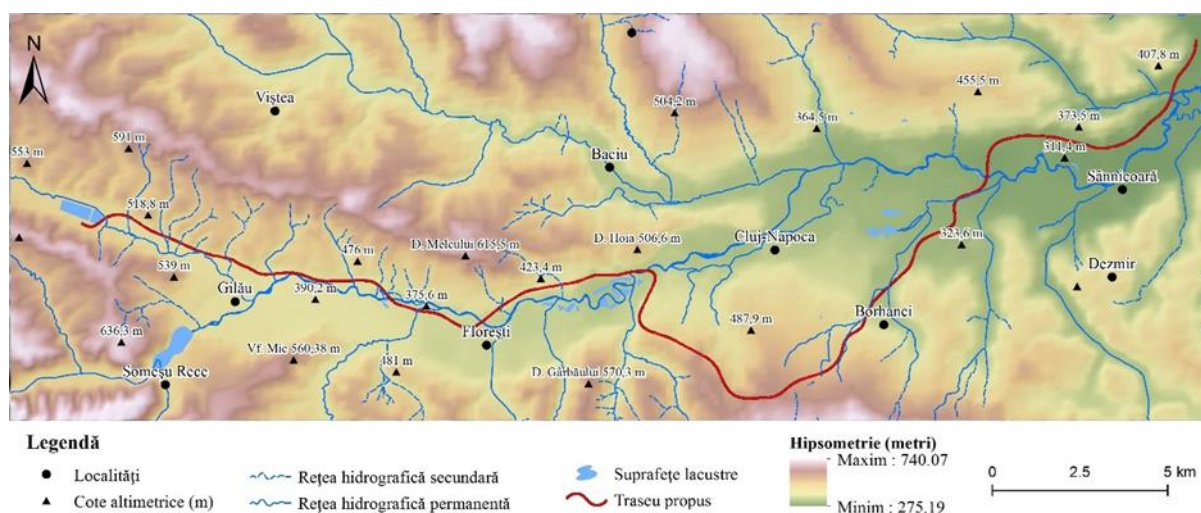 N
407,8 m
455,5 m
504,2 m
Viștea
373,5 m
364,5 m
591 m
553 m
311,4 m
Baciu
Sânnicoară
518,8 m
323,6 m
D. Hoia 506,6 m
Cluj-Napoca
476 m
D. Melcului 615,5 m
Dezmir
423,4 m
539 m
Gilău
390,2 m
375,6 m
Borhanci
487,9 m
636,3 m
Florești
Vf. Mic 560,38 m
481 m
Someșu Rece
D. Gârbăului 570,3 m
Legendă
Localități
Cote altimetrice (m)
Rețea hidrografică secundară
Rețea hidrografică permanentă
Suprafețe lacustre
Traseu propus
Hipsometrie (metri)
Maxim : 740.07
Minim : 275.19
0 2.5 5 km